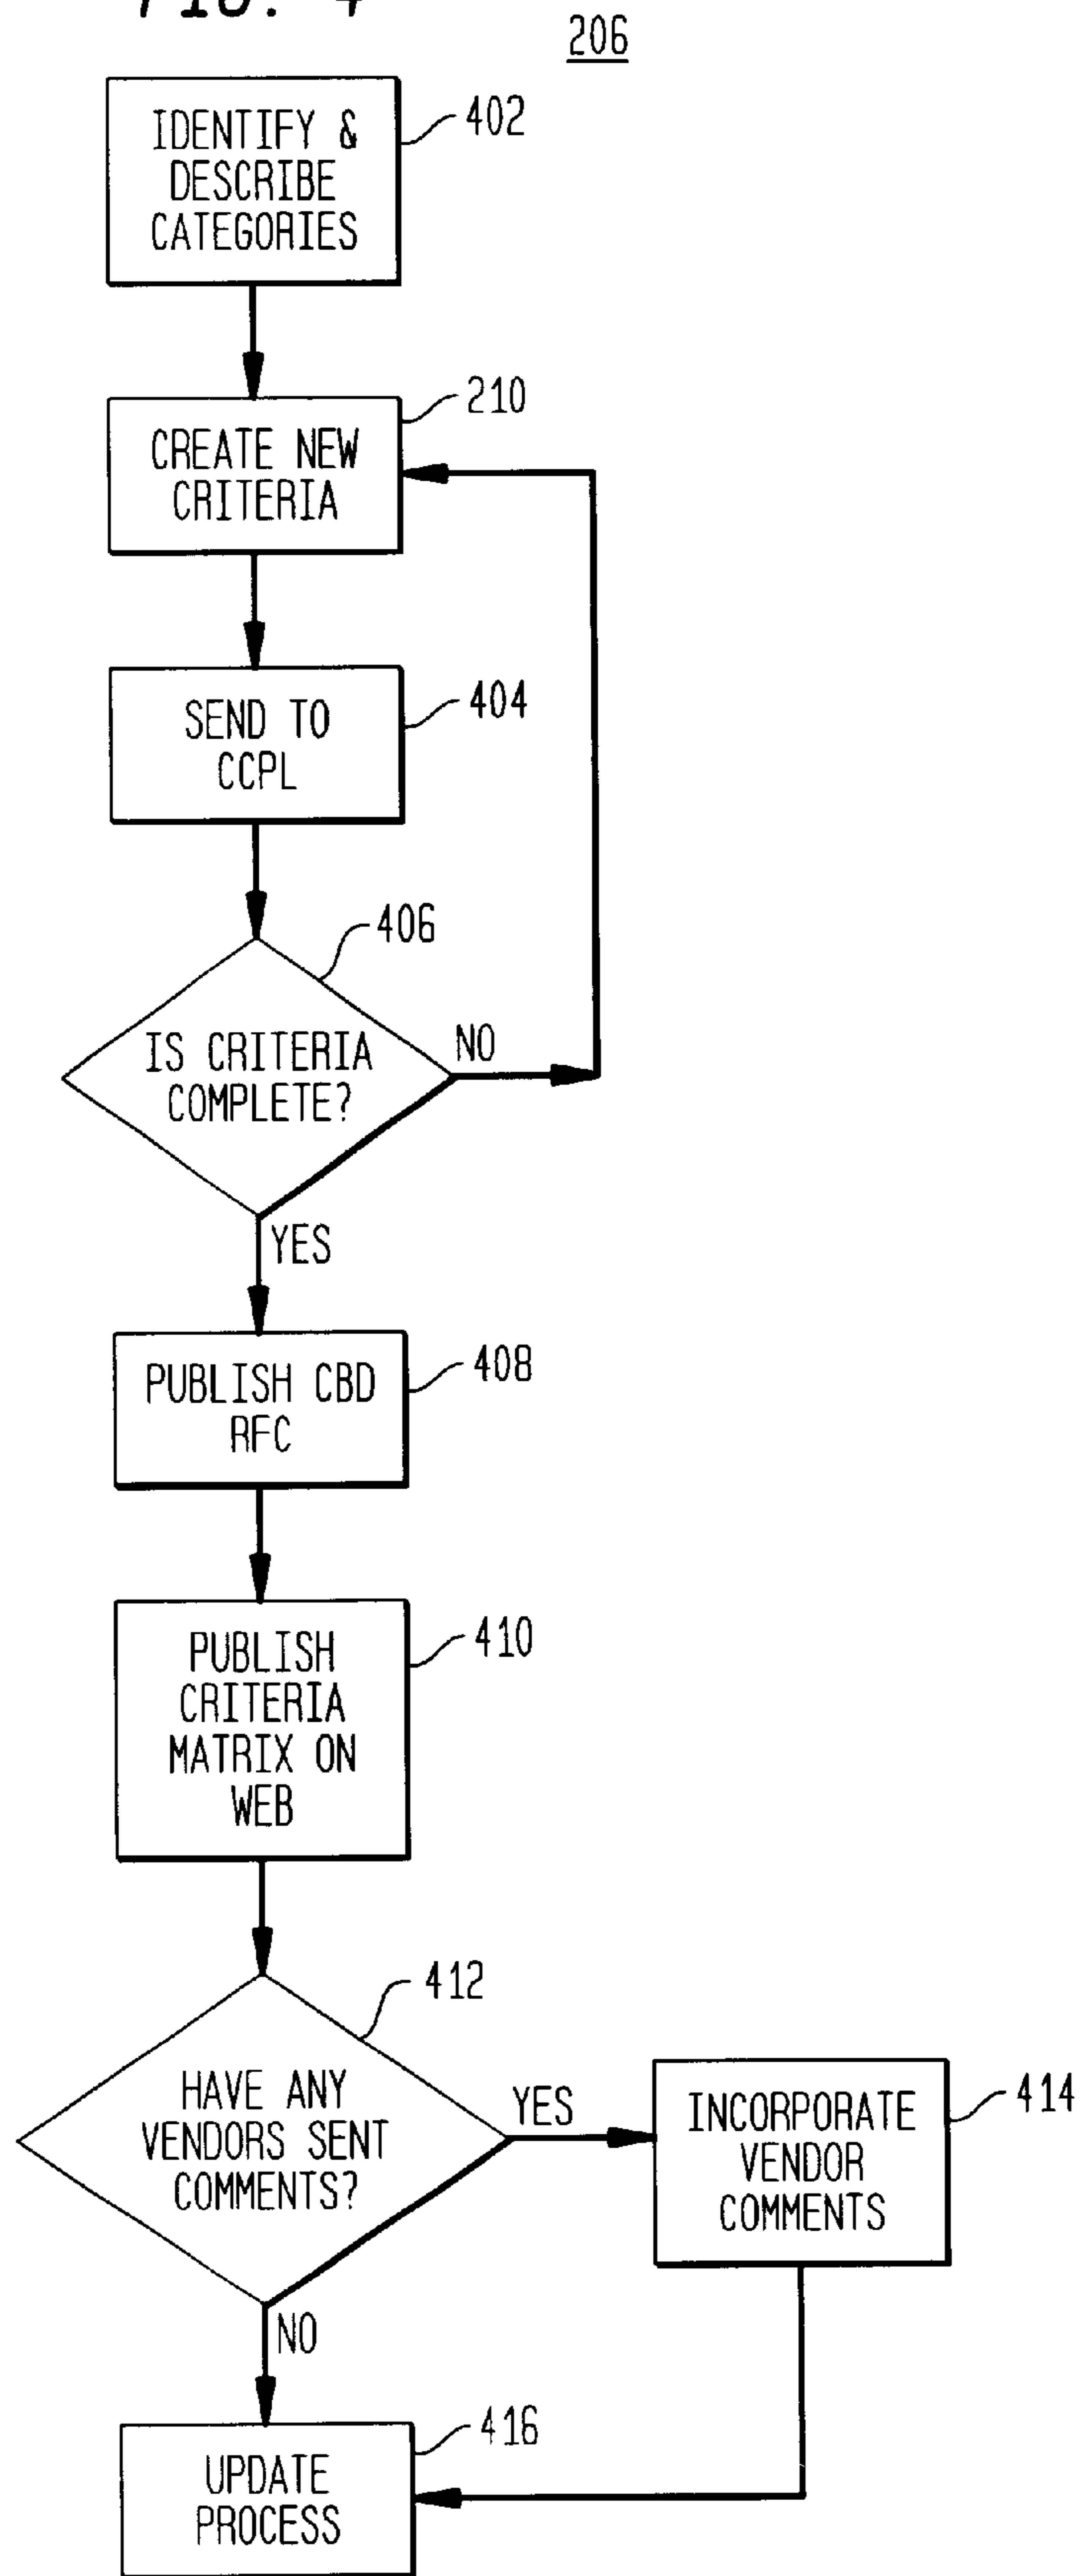 FIG. 4
206
IDENTIFY &
DESCRIBE
CATEGORIES
402
CREATE NEW
CRITERIA
210
SEND TO
CCPL
404
406
IS CRITERIA
COMPLETE?
NO
YES
PUBLISH CBD
RFC
408
PUBLISH
CRITERIA
MATRIX ON
WEB
410
412
HAVE ANY
VENDORS SENT
COMMENTS?
YES
INCORPORATE
VENDOR
COMMENTS
414
NO
UPDATE
PROCESS
416